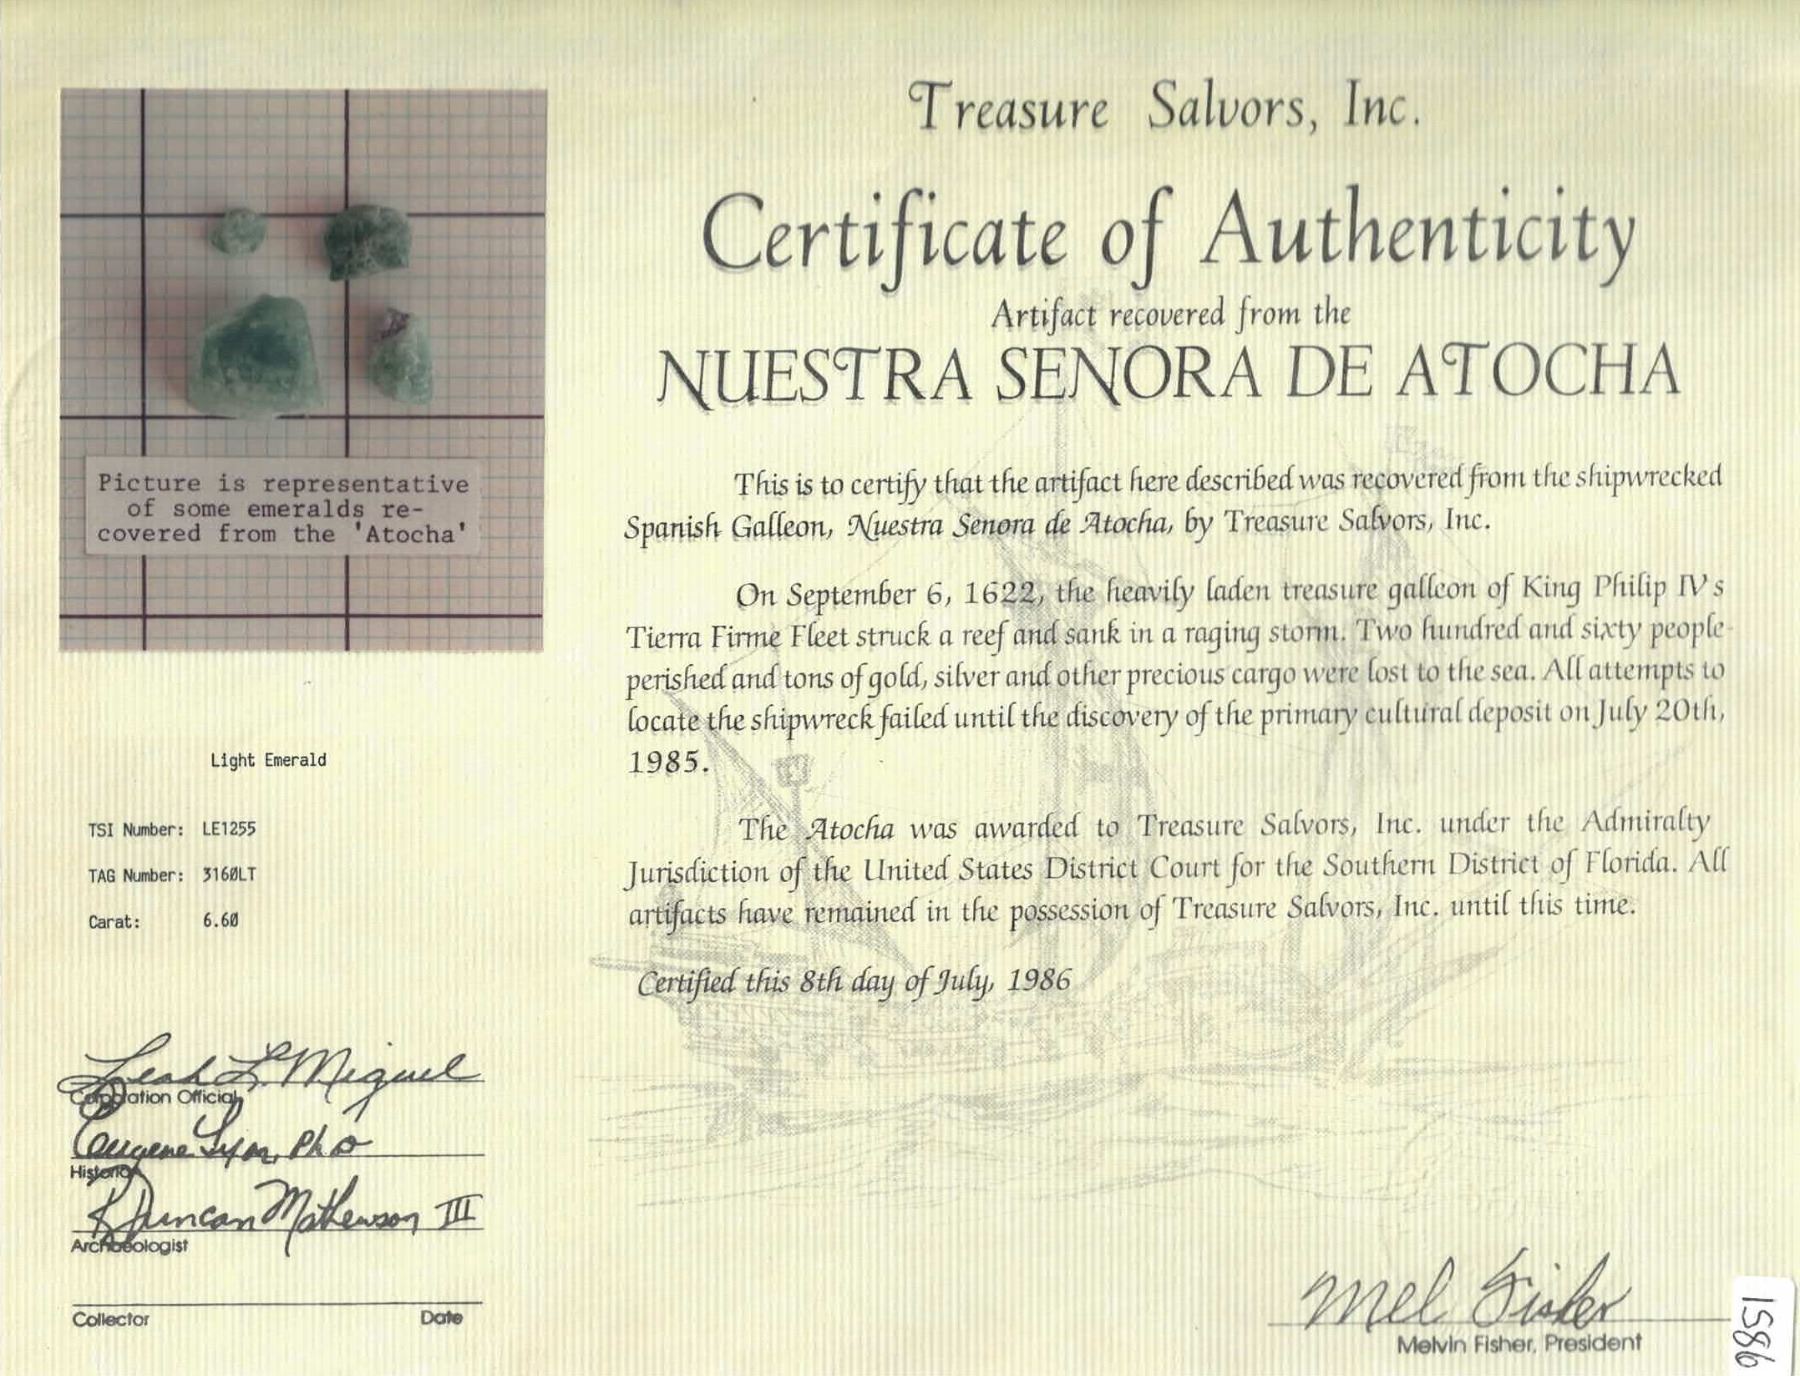 Treasure Salvors, Inc.
Certificate of Authenticity
Artifact recovered from the
NUESTRA SENORA DE ATOCHA
Picture is representative
of some emeralds re-
covered from the 'Atocha'
This is to certify that the artifact here described was recovered from the shipwrecked
Spanish Galleon, Nuestra Senora de Atocha, by Treasure Salvors, Inc.
On September 6, 1622, the heavily laden treasure galleon of King Philip IV's
Tierra Firme Fleet struck a reef and sank in a raging storm. Two hundred and sixty people
perished and tons of gold, silver and other precious cargo were lost to the sea. All attempts to
locate the shipwreck failed until the discovery of the primary cultural deposit on July 20th,
1985.
The Atocha was awarded to Treasure Salvors, Inc. under the Admiralty
Jurisdiction of the United States District Court for the Southern District of Florida. All
artifacts have remained in the possession of Treasure Salvors, Inc. until this time.
Certified this 8th day of July, 1986
Light Emerald
TSI Number: LE1255
TAG Number: 3160LT
Carat: 6.60
Leah L. Miguel
Corporation Official
Eugene Lyon, Ph D
Historian
R Duncan Mathewson III
Archaeologist
Collector Date
Mel Fisher
Melvin Fisher, President
1586